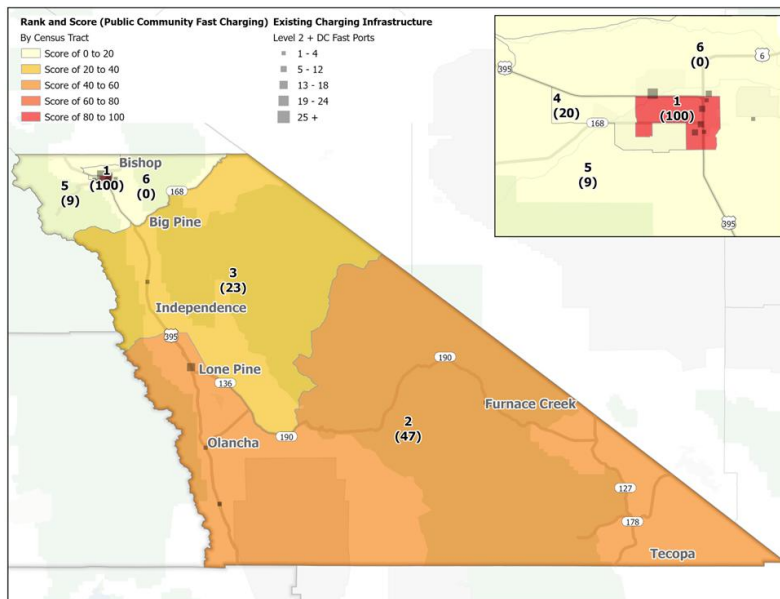 Rank and Score (Public Community Fast Charging)
By Census Tract
Score of 0 to 20
Score of 20 to 40
Score of 40 to 60
Score of 60 to 80
Score of 80 to 100
Existing Charging Infrastructure
Level 2 + DC Fast Ports
1 - 4
5 - 12
13 - 18
19 - 24
25 +
6
(0)
6
395
4
(20)
1
(100)
168
5
(9)
395
Bishop
1
(100)
6
(0)
5
(9)
168
Big Pine
3
(23)
Independence
395
Lone Pine
136
190
Furnace Creek
2
(47)
Olancha
190
127
178
Tecopa